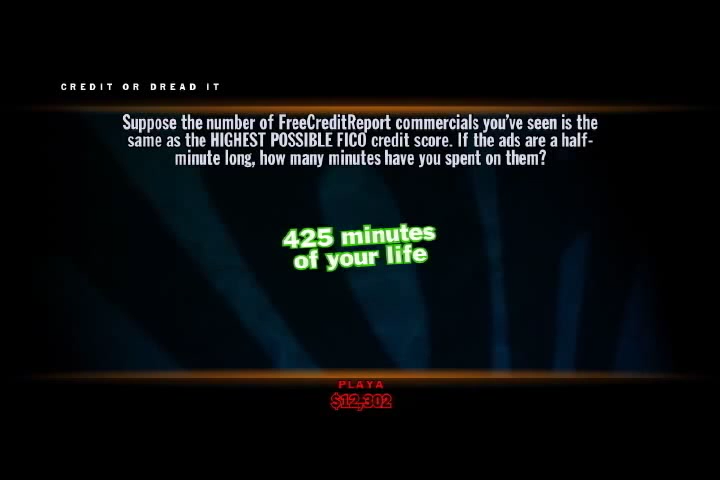 CREDIT OR DREAD IT
Suppose the number of FreeCreditReport commercials you've seen is the
same as the HIGHEST POSSIBLE FICO credit score. If the ads are a half-
minute long, how many minutes have you spent on them?
425 minutes
of your life
PLAYA
$12,302